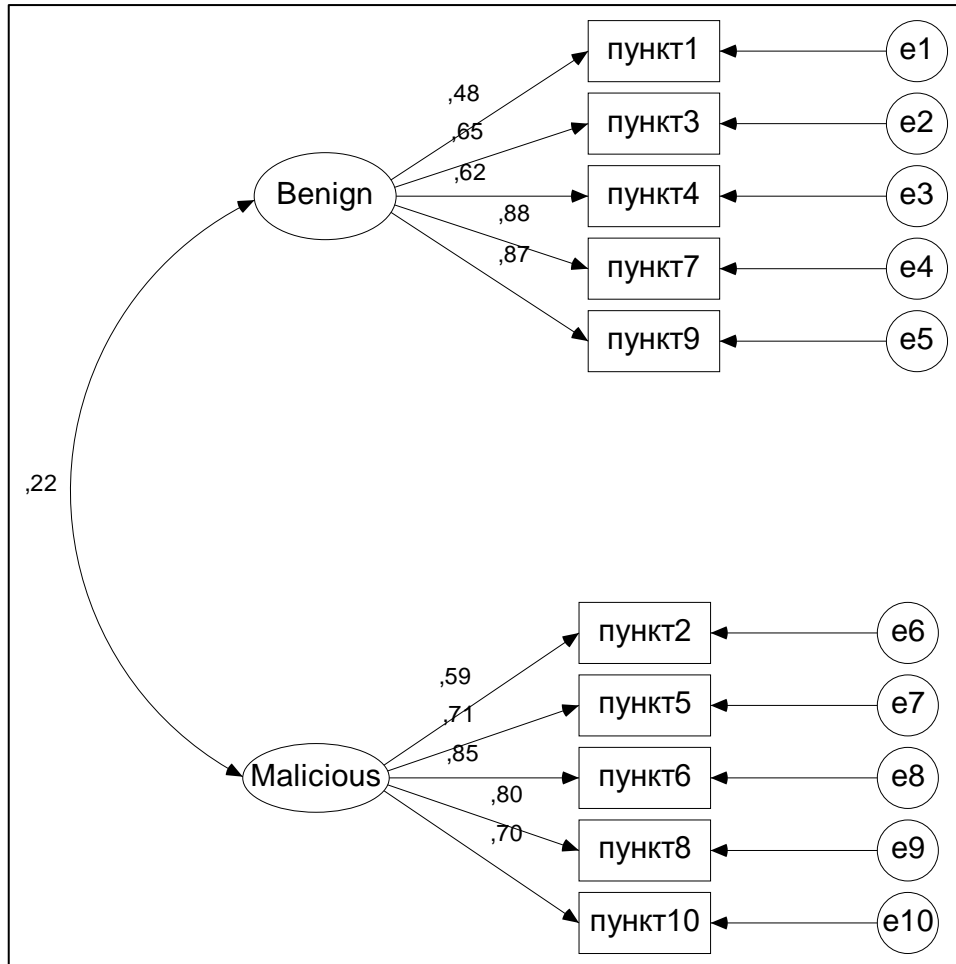 пункт1
e1
,48
пункт3
e2
,65
,62
Benign
пункт4
e3
,88
пункт7
e4
,87
пункт9
e5
,22
пункт2
e6
,59
пункт5
e7
,71
,85
Malicious
пункт6
e8
,80
пункт8
e9
,70
пункт10
e10